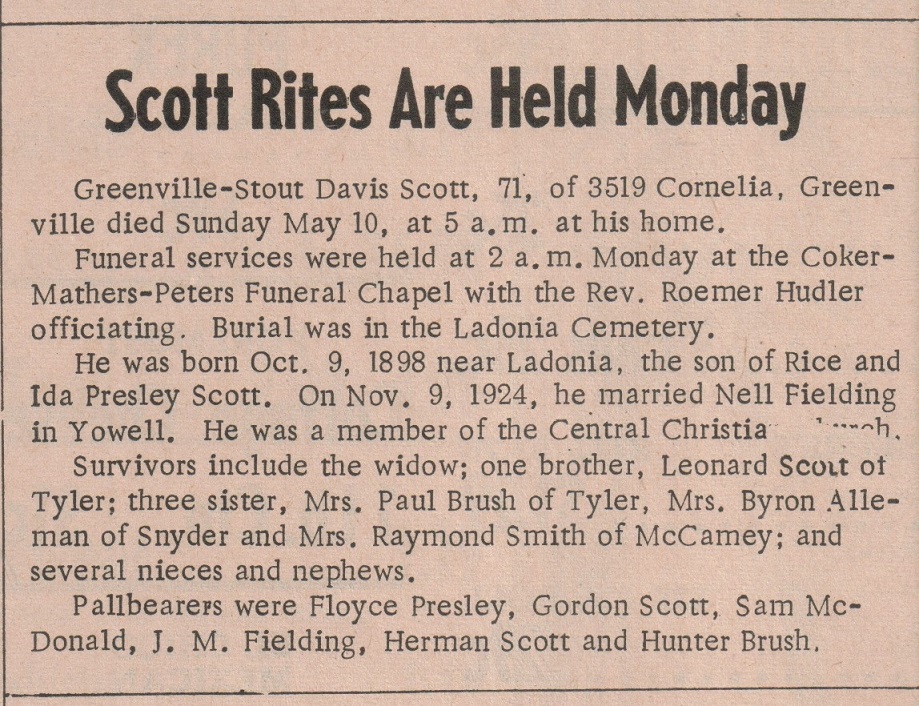 Scott Rites Are Held Monday
Greenville-Stout Davis Scott, 71, of 3519 Cornelia, Green-
ville died Sunday May 10, at 5 a.m. at his home.
Funeral services were held at 2 a.m. Monday at the Coker-
Mathers-Peters Funeral Chapel with the Rev. Roemer Hudler
officiating. Burial was in the Ladonia Cemetery.
He was born Oct. 9, 1898 near Ladonia, the son of Rice and
Ida Presley Scott. On Nov. 9, 1924, he married Nell Fielding
in Yowell. He was a member of the Central
Survivors include the widow; one brother, Leonard Scott of
Tyler; three sister, Mrs. Paul Brush of Tyler, Mrs. Byron Alle-
man of Snyder and Mrs. Raymond Smith of McCamey; and
several nieces and nephews.
Pallbearers were Floyce Presley, Gordon Scott, Sam Mc-
Donald, J. M. Fielding, Herman Scott and Hunter Brush.